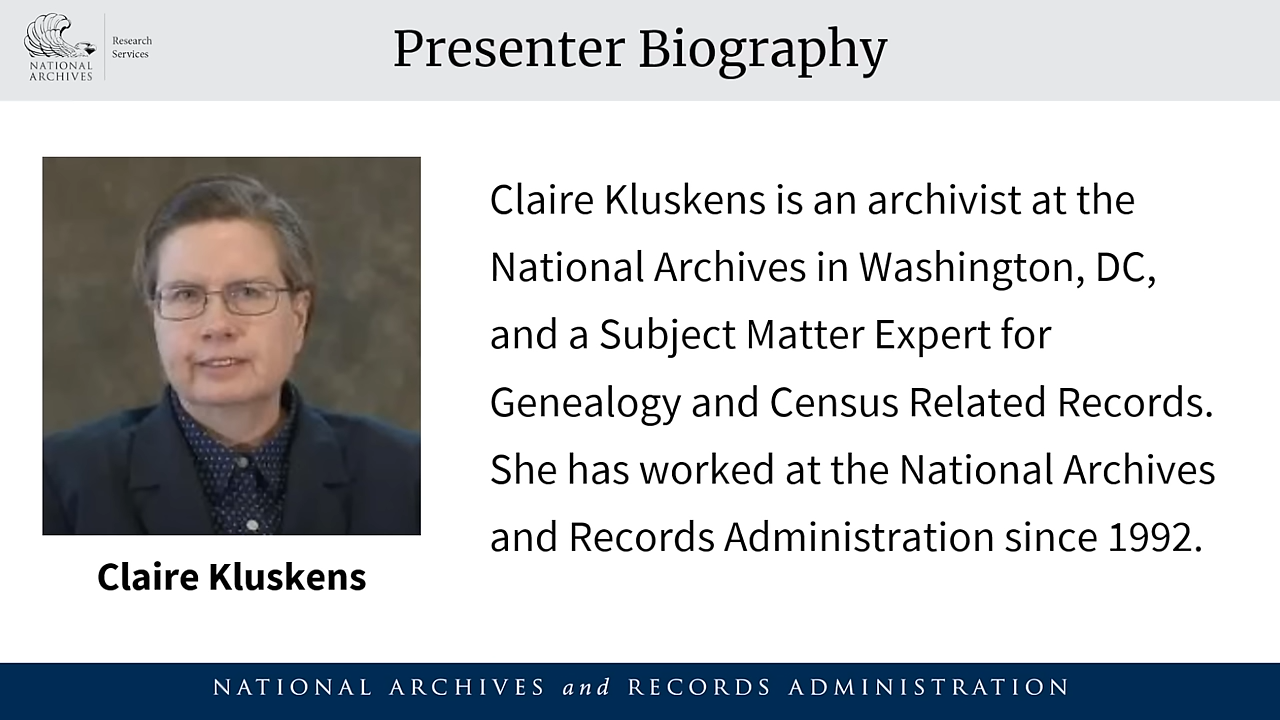 NATIONAL
ARCHIVES
Research
Services
Presenter Biography
Claire Kluskens is an archivist at the
National Archives in Washington, DC,
and a Subject Matter Expert for
Genealogy and Census Related Records.
She has worked at the National Archives
and Records Administration since 1992.
Claire Kluskens
NATIONAL ARCHIVES and RECORDS ADMINISTRATION